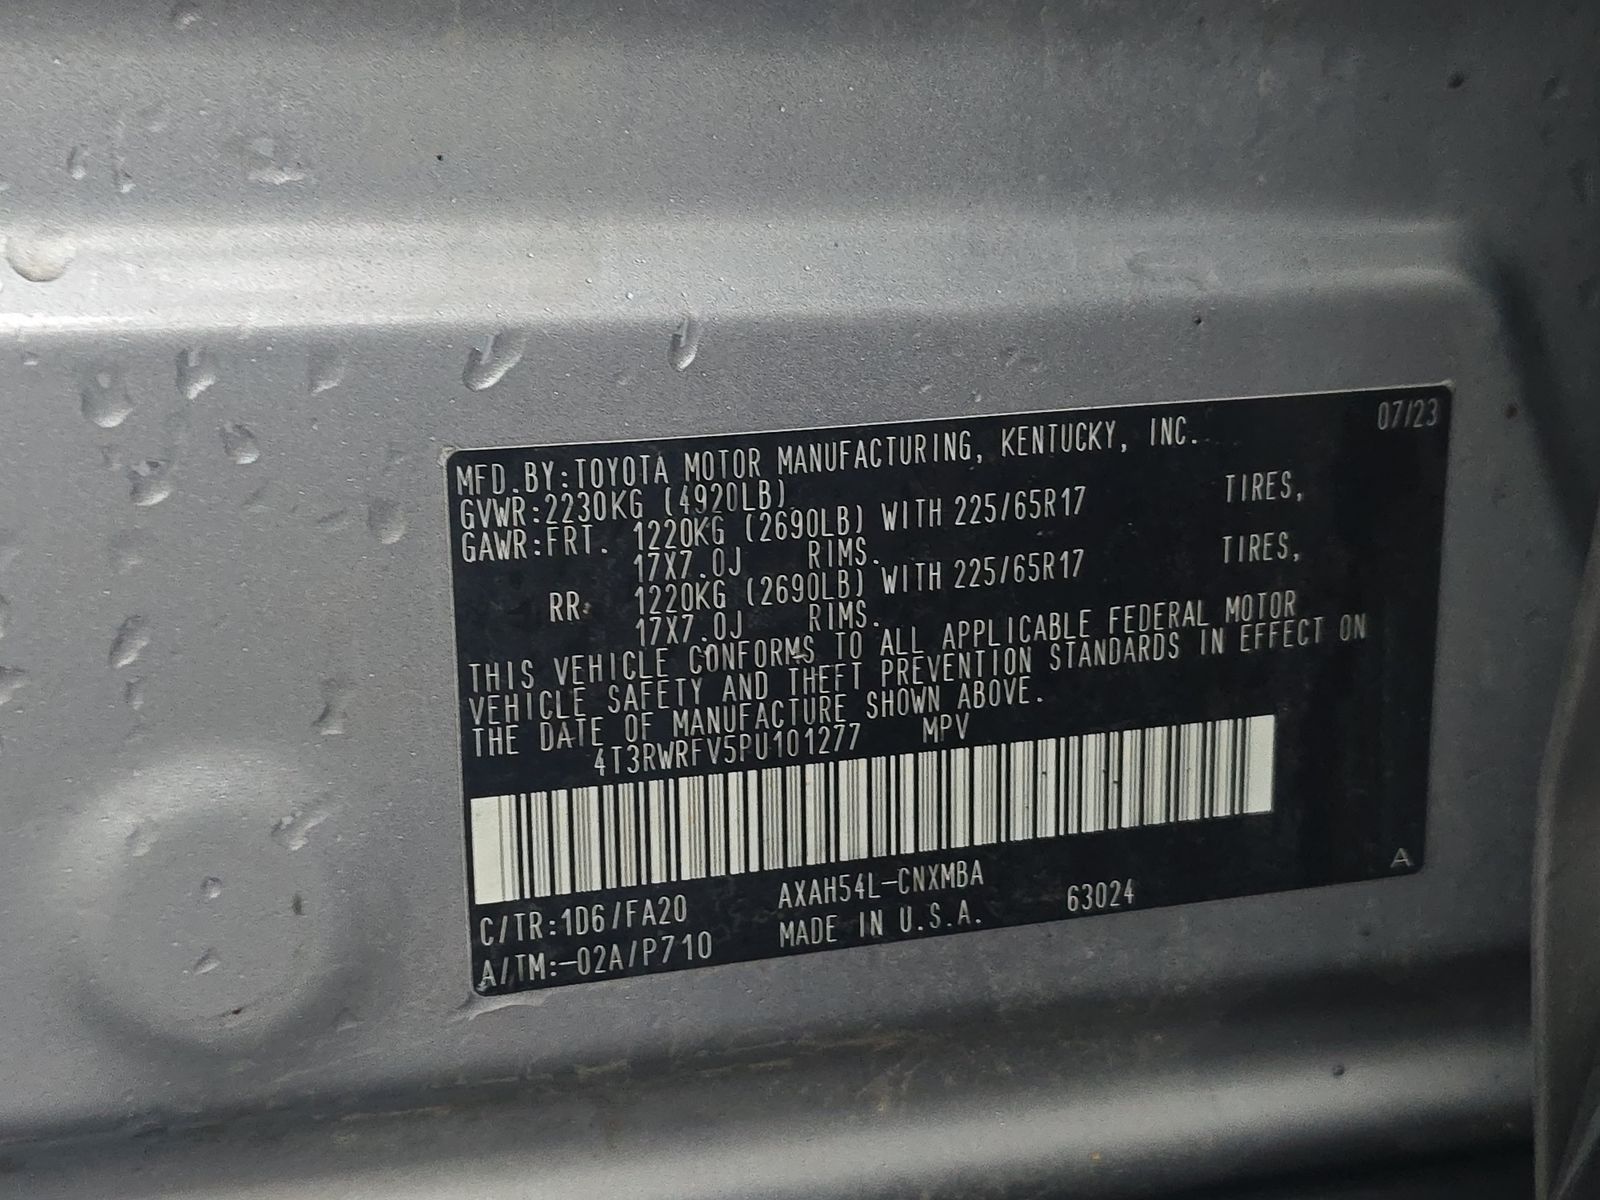 07/23
MFD.BY:TOYOTA MOTOR MANUFACTURING, KENTUCKY, INC.
GVWR:2230KG (4920LB)
GAWR:FRT. 1220KG (2690LB) WITH 225/65R17 TIRES,
17X7.0J RIMS.
RR: 1220KG (2690LB) WITH 225/65R17 TIRES,
17X7.0J RIMS.
THIS VEHICLE CONFORMS TO ALL APPLICABLE FEDERAL MOTOR
VEHICLE SAFETY AND THEFT PREVENTION STANDARDS IN EFFECT ON
THE DATE OF MANUFACTURE SHOWN ABOVE.
4T3RWRFV5PU101277 MPV
A
C/TR:1D6/FA20 AXAH54L-CNXMBA 63024
A/TM:-02A/P710 MADE IN U.S.A.